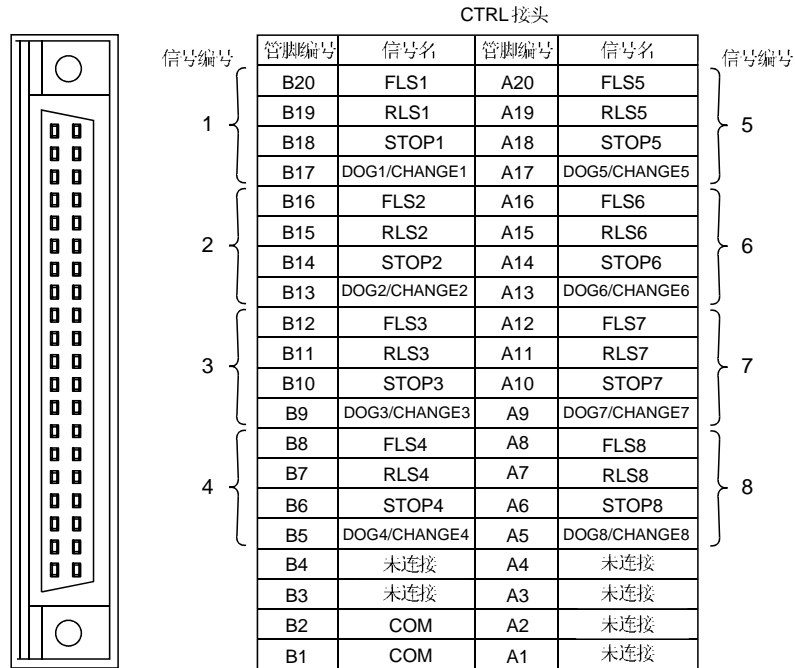 CTRL接头
信号编号 管脚编号 信号名 管脚编号 信号名 信号编号
B20 FLS1 A20 FLS5
B19 RLS1 A19 RLS5
1 B18 STOP1 A18 STOP5 5
B17 DOG1/CHANGE1 A17 DOG5/CHANGE5
B16 FLS2 A16 FLS6
B15 RLS2 A15 RLS6
2 B14 STOP2 A14 STOP6 6
B13 DOG2/CHANGE2 A13 DOG6/CHANGE6
B12 FLS3 A12 FLS7
B11 RLS3 A11 RLS7
3 B10 STOP3 A10 STOP7 7
B9 DOG3/CHANGE3 A9 DOG7/CHANGE7
B8 FLS4 A8 FLS8
B7 RLS4 A7 RLS8
4 B6 STOP4 A6 STOP8 8
B5 DOG4/CHANGE4 A5 DOG8/CHANGE8
B4 未连接 A4 未连接
B3 未连接 A3 未连接
B2 COM A2 未连接
B1 COM A1 未连接